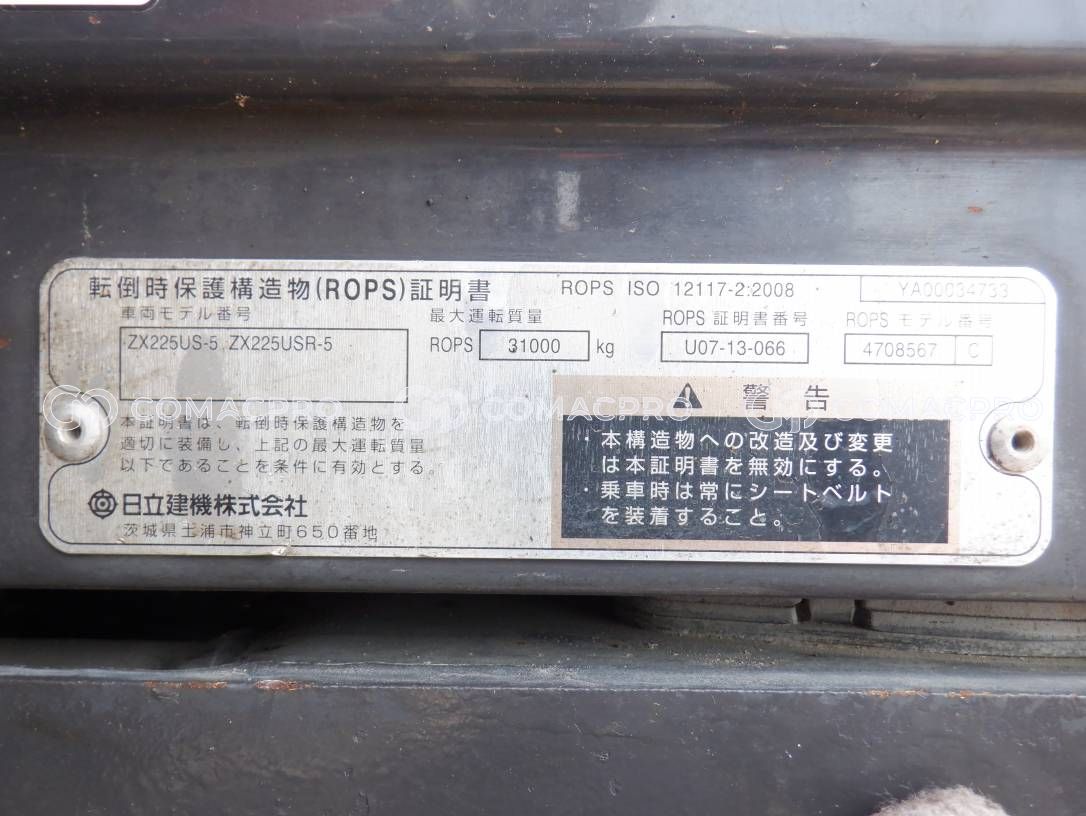 転倒時保護構造物(ROPS)証明書 ROPS ISO 12117-2:2008 YA00034733
車両モデル番号 最大運転質量 ROPS 証明書番号 ROPS モデル番号
ZX225US-5 ZX225USR-5 ROPS 31000 kg U07-13-066 4708567 C
警告
COMACPRO COMACPRO COMACPRO
本証明書は、転倒時保護構造物を
適切に装備し、上記の最大運転質量
以下であることを条件に有効とする。
・本構造物への改造及び変更
は本証明書を無効にする。
・乗車時は常にシートベルト
を装着すること。
日立建機株式会社
茨城県土浦市神立町650番地